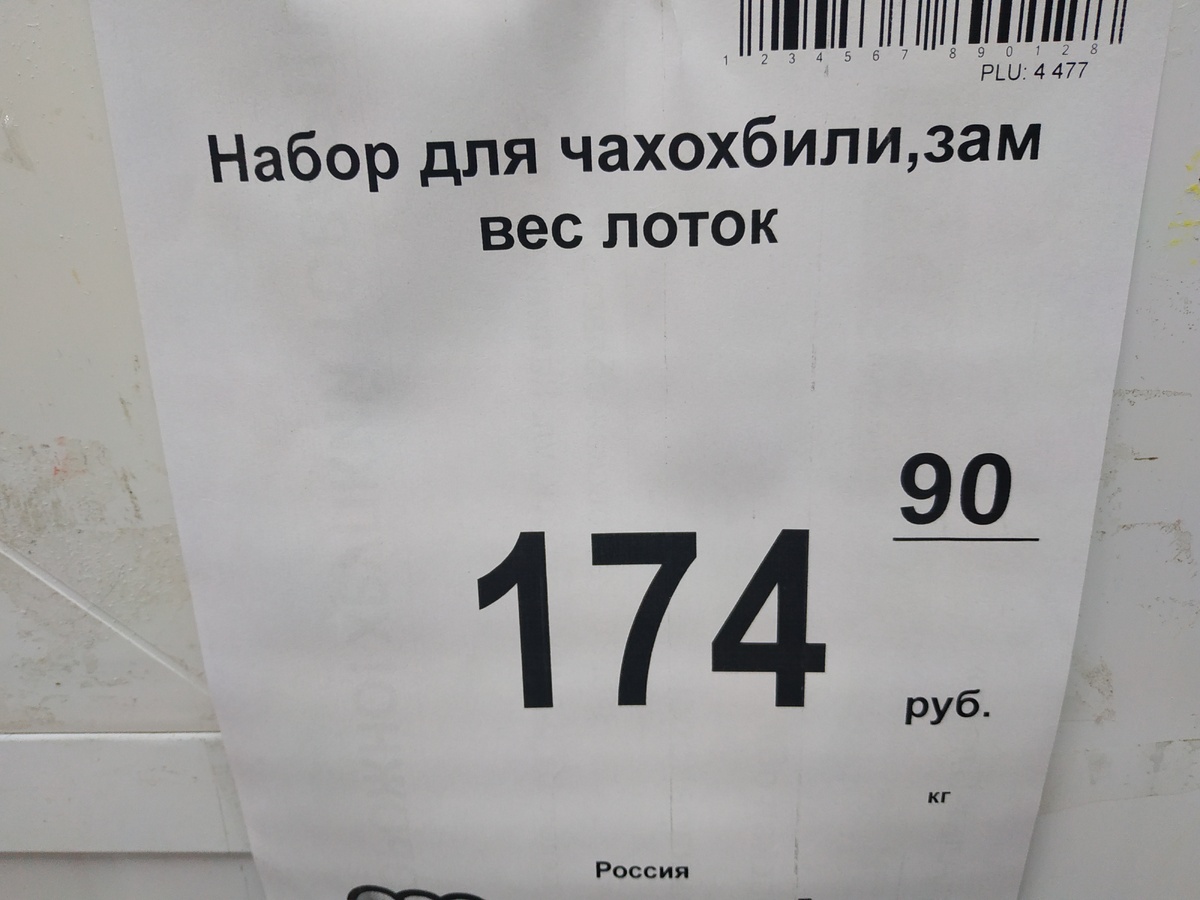 1 2 3 4 5 6 7 8 9 0 1 2 8
PLU: 4 477
Набор для чахохбили,зам
вес лоток
90
174
руб.
кг
Россия